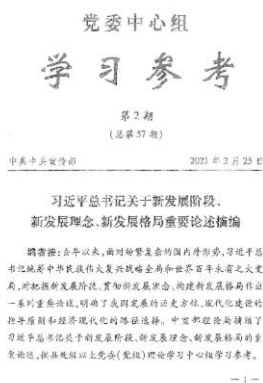 党委中心组
学习参考
第2期
(总第57期)
中共中央宣传部 2021年2月25日
习近平总书记关于新发展阶段、
新发展理念、新发展格局重要论述摘编
编者按：去年以来，面对纷繁复杂的国内外形势，习近平总
书记统筹中华民族伟大复兴战略全局和世界百年未有之大变
局，对把握新发展阶段、贯彻新发展理念、构建新发展格局作出
一系列重要论述，明确了我国发展的历史方位、现代化建设的
指导原则和经济现代化的路径选择。中宣部理论局摘编了
习近平总书记关于新发展阶段、新发展理念、新发展格局的重
要论述，供县处级以上党委(党组)理论学习中心组学习参考。
— 1 —